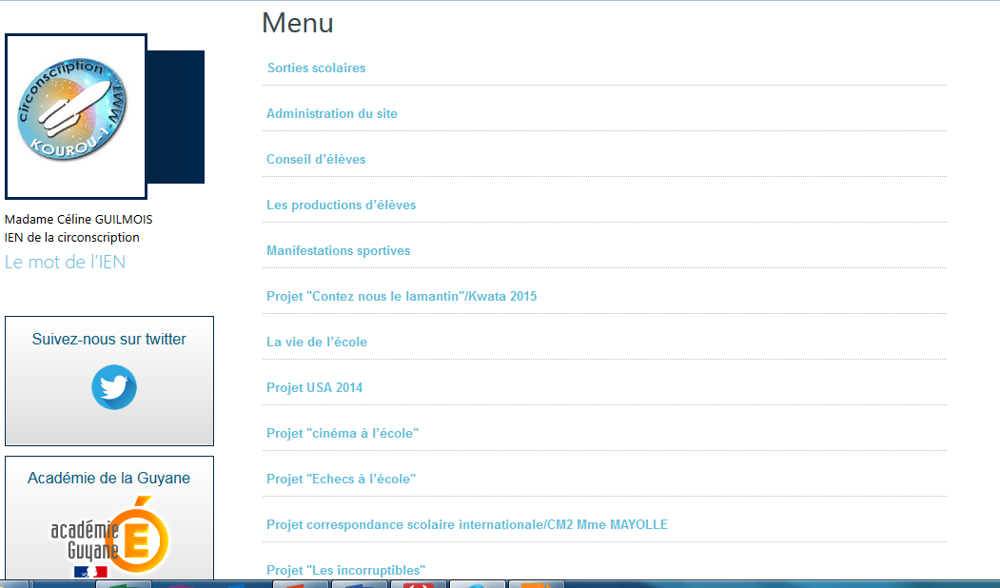 Menu
circonscription
KOUROU-1
Madame Céline GUILMOIS
IEN de la circonscription
Le mot de l'IEN
Suivez-nous sur twitter
Académie de la Guyane
académie
Guyane
É
Sorties scolaires
Administration du site
Conseil d'élèves
Les productions d'élèves
Manifestations sportives
Projet "Contez nous le lamantin"/Kwata 2015
La vie de l'école
Projet USA 2014
Projet "cinéma à l'école"
Projet "Echecs à l'école"
Projet correspondance scolaire internationale/CM2 Mme MAYOLLE
Projet "Les incorruptibles"